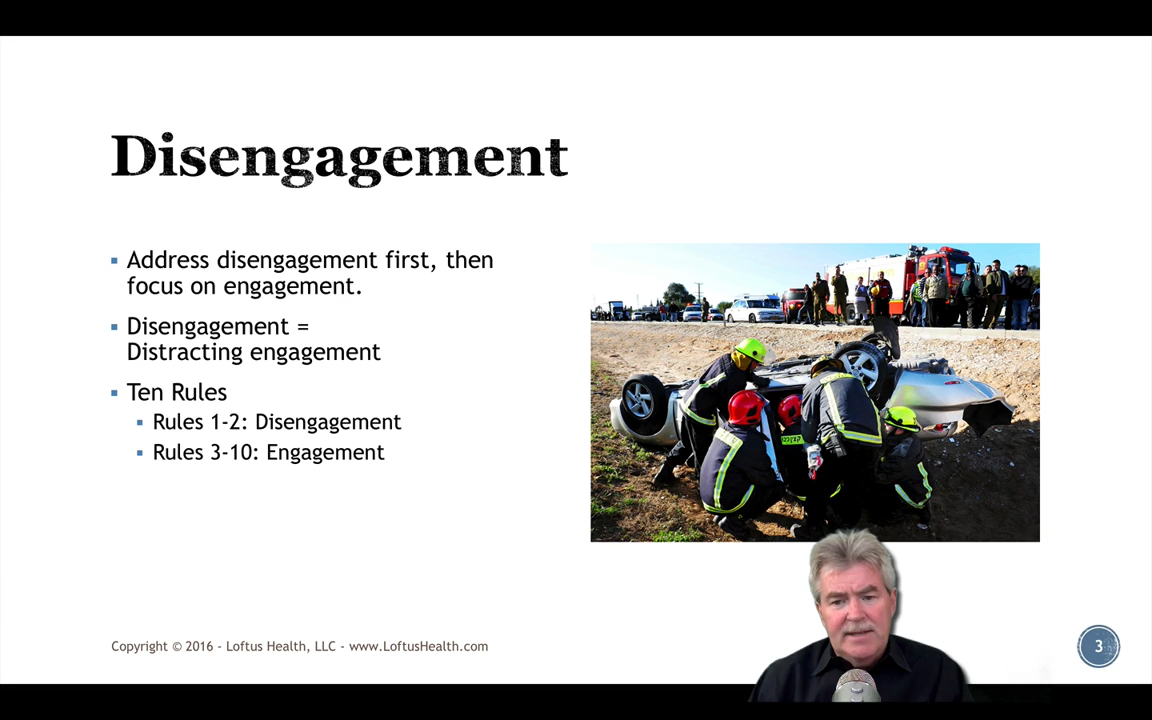 Disengagement
▪ Address disengagement first, then
focus on engagement.
▪ Disengagement =
Distracting engagement
▪ Ten Rules
▪ Rules 1-2: Disengagement
▪ Rules 3-10: Engagement
Copyright © 2016 - Loftus Health, LLC - www.LoftusHealth.com
3